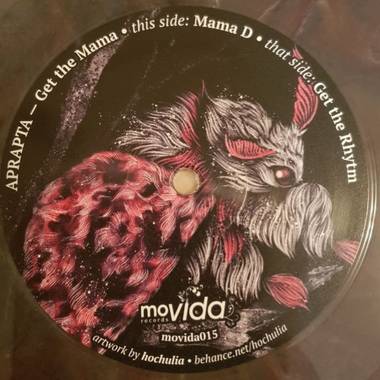 APRAPTA – Get the Mama • this side: Mama D • that side: Get the Rhytm
movida
records
movida015
artwork by hochulia • behance.net/hochulia